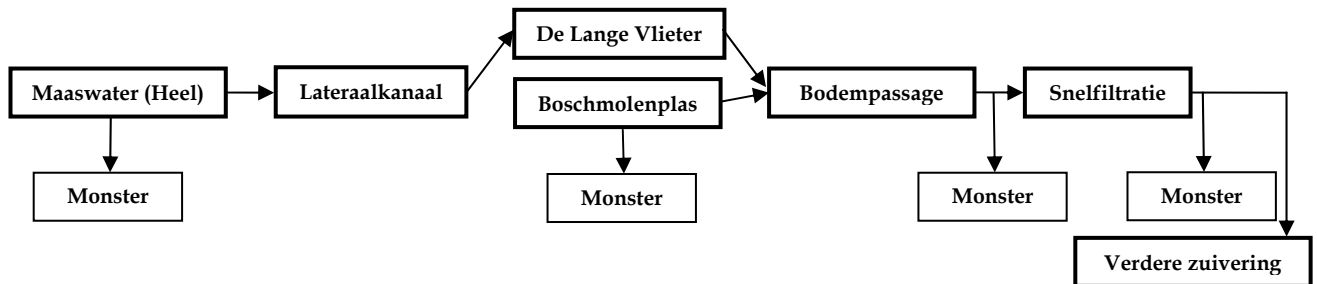 De Lange Vlieter
Maaswater (Heel)
Lateraalkanaal
Boschmolenplas
Bodempassage
Snelfiltratie
Monster
Monster
Monster
Monster
Verdere zuivering